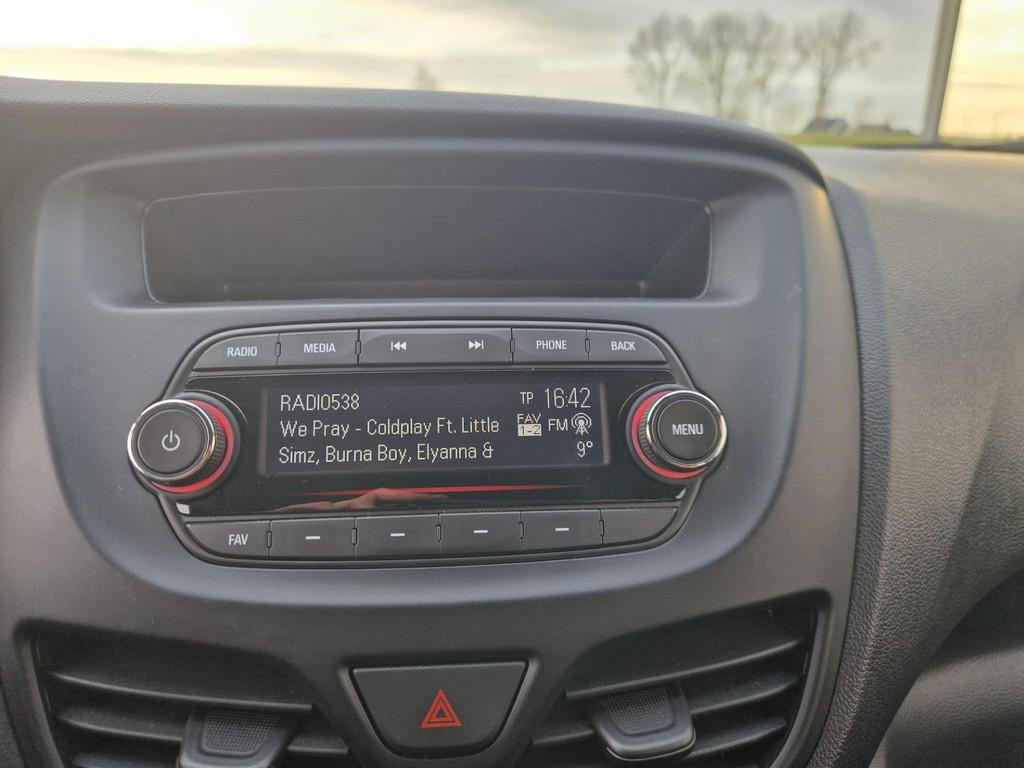 RADIO MEDIA PHONE BACK
RADIO538 TP 16:42
We Pray - Coldplay Ft. Little FAV 1-2 FM
Simz, Burna Boy, Elyanna & 9°
MENU
FAV